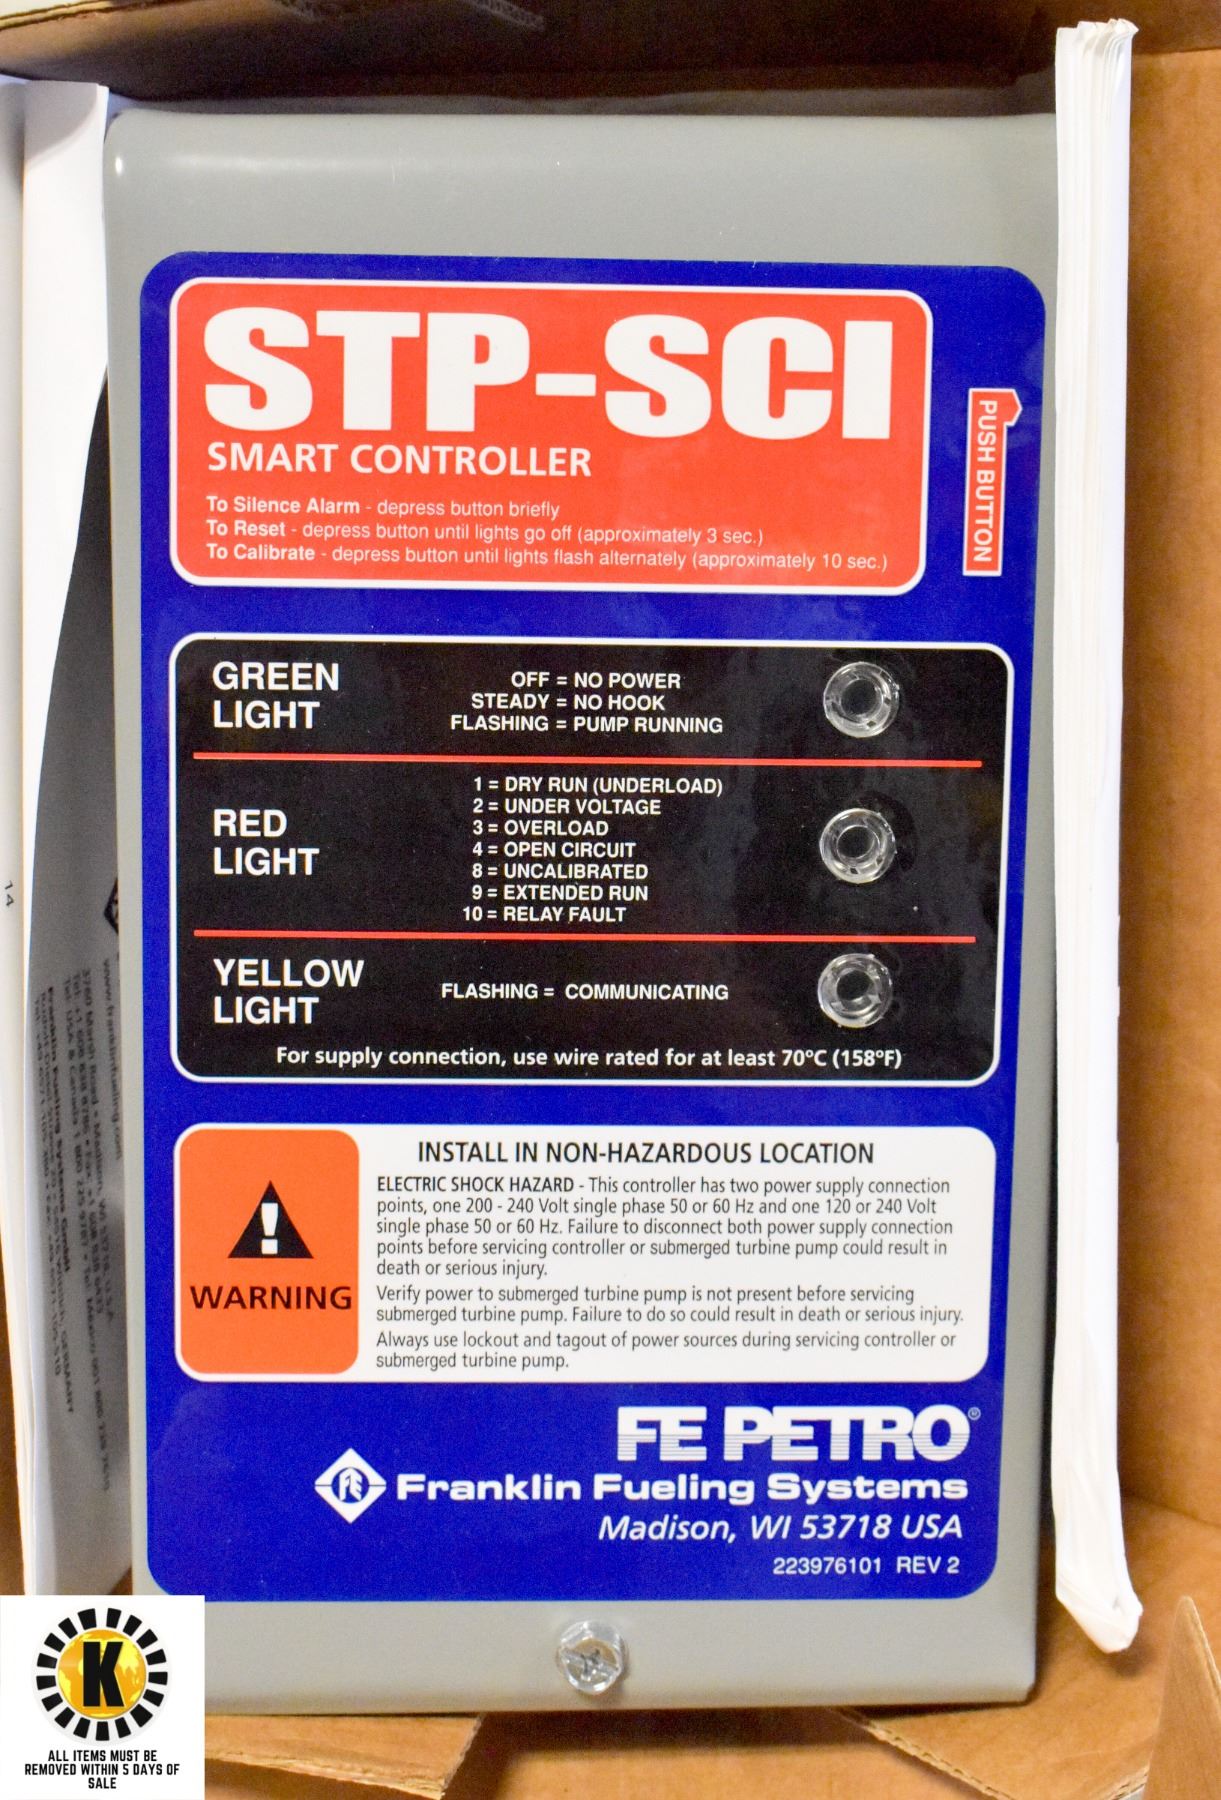 STP-SCI
SMART CONTROLLER
To Silence Alarm - depress button briefly
To Reset - depress button until lights go off (approximately 3 sec.)
To Calibrate - depress button until lights flash alternately (approximately 10 sec.)
PUSH BUTTON
GREEN
LIGHT
OFF = NO POWER
STEADY = NO HOOK
FLASHING = PUMP RUNNING
RED
LIGHT
1 = DRY RUN (UNDERLOAD)
2 = UNDER VOLTAGE
3 = OVERLOAD
4 = OPEN CIRCUIT
8 = UNCALIBRATED
9 = EXTENDED RUN
10 = RELAY FAULT
YELLOW
LIGHT
FLASHING = COMMUNICATING
For supply connection, use wire rated for at least 70ºC (158ºF)
WARNING
INSTALL IN NON-HAZARDOUS LOCATION
ELECTRIC SHOCK HAZARD - This controller has two power supply connection
points, one 200 - 240 Volt single phase 50 or 60 Hz and one 120 or 240 Volt
single phase 50 or 60 Hz. Failure to disconnect both power supply connection
points before servicing controller or submerged turbine pump could result in
death or serious injury.
Verify power to submerged turbine pump is not present before servicing
submerged turbine pump. Failure to do so could result in death or serious injury.
Always use lockout and tagout of power sources during servicing controller or
submerged turbine pump.
FE PETRO®
FE Franklin Fueling Systems
Madison, WI 53718 USA
223976101 REV 2
14
K
ALL ITEMS MUST BE
REMOVED WITHIN 5 DAYS OF
SALE